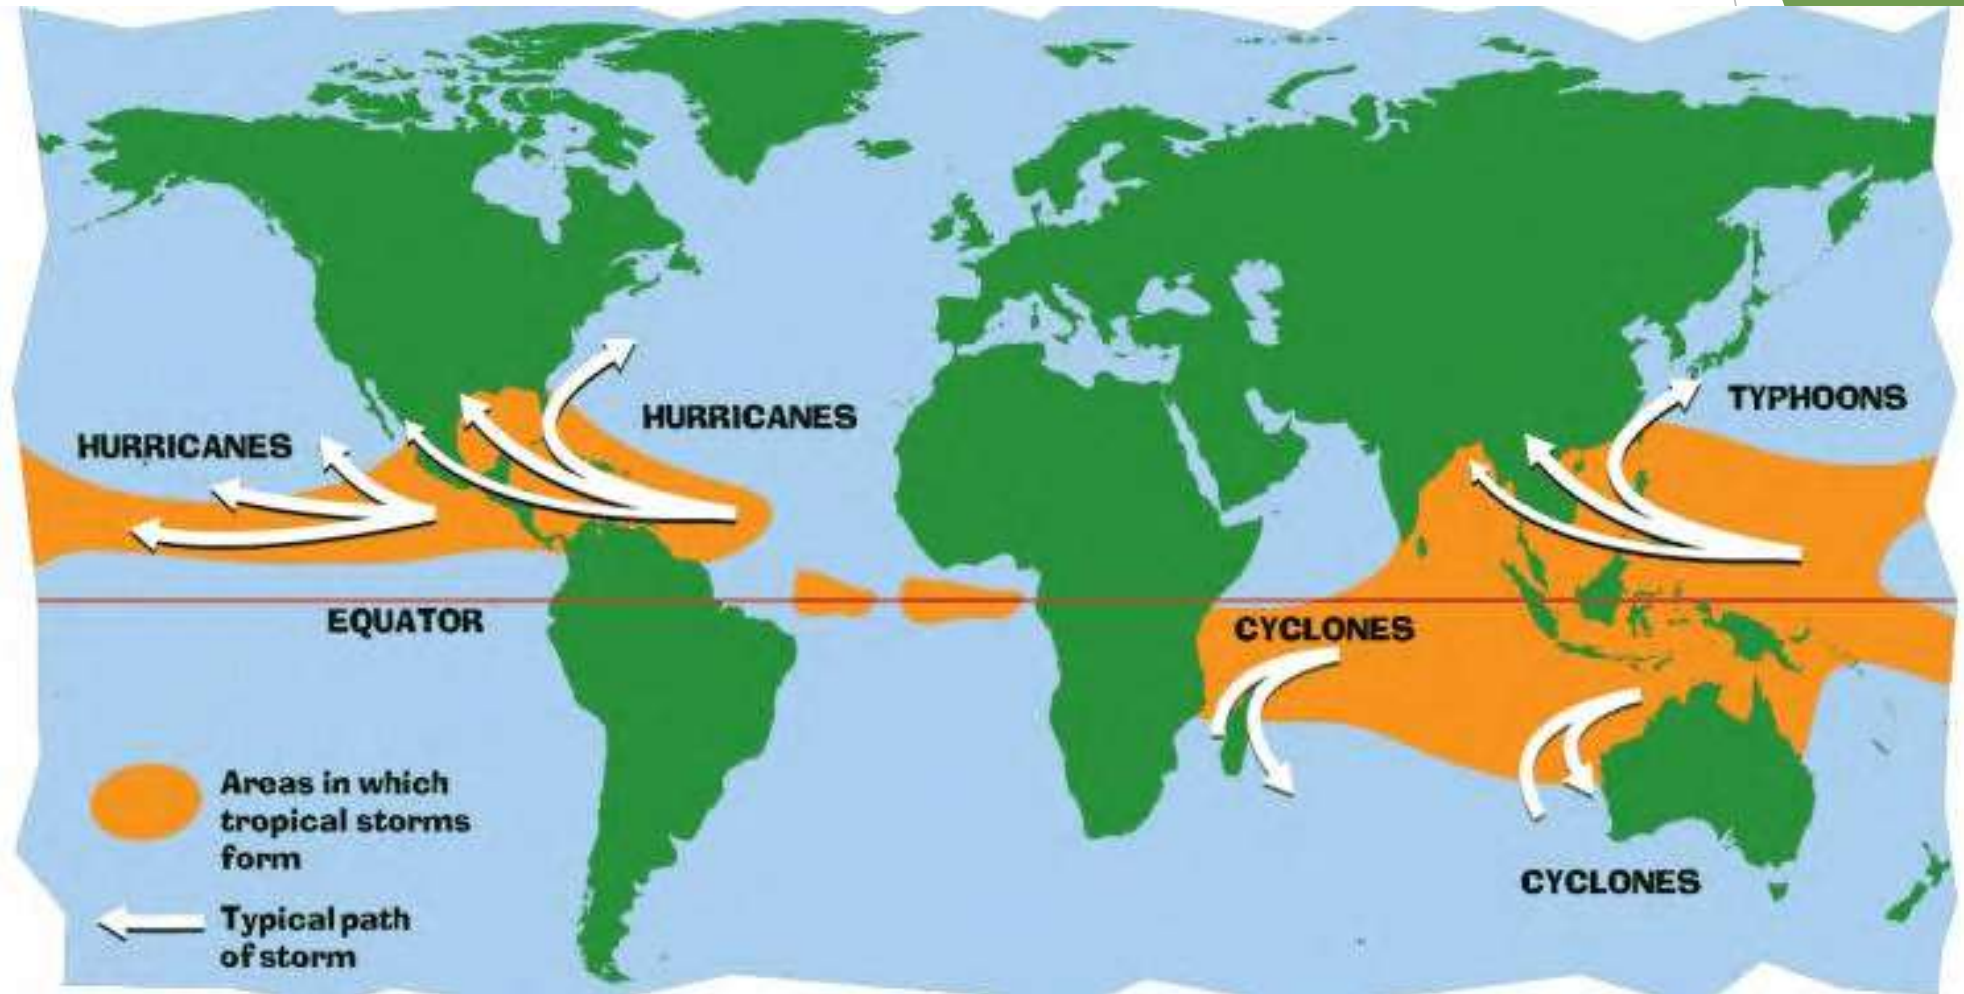 HURRICANES
HURRICANES
TYPHOONS
EQUATOR
CYCLONES
CYCLONES
Areas in which
tropical storms
form
Typical path
of storm